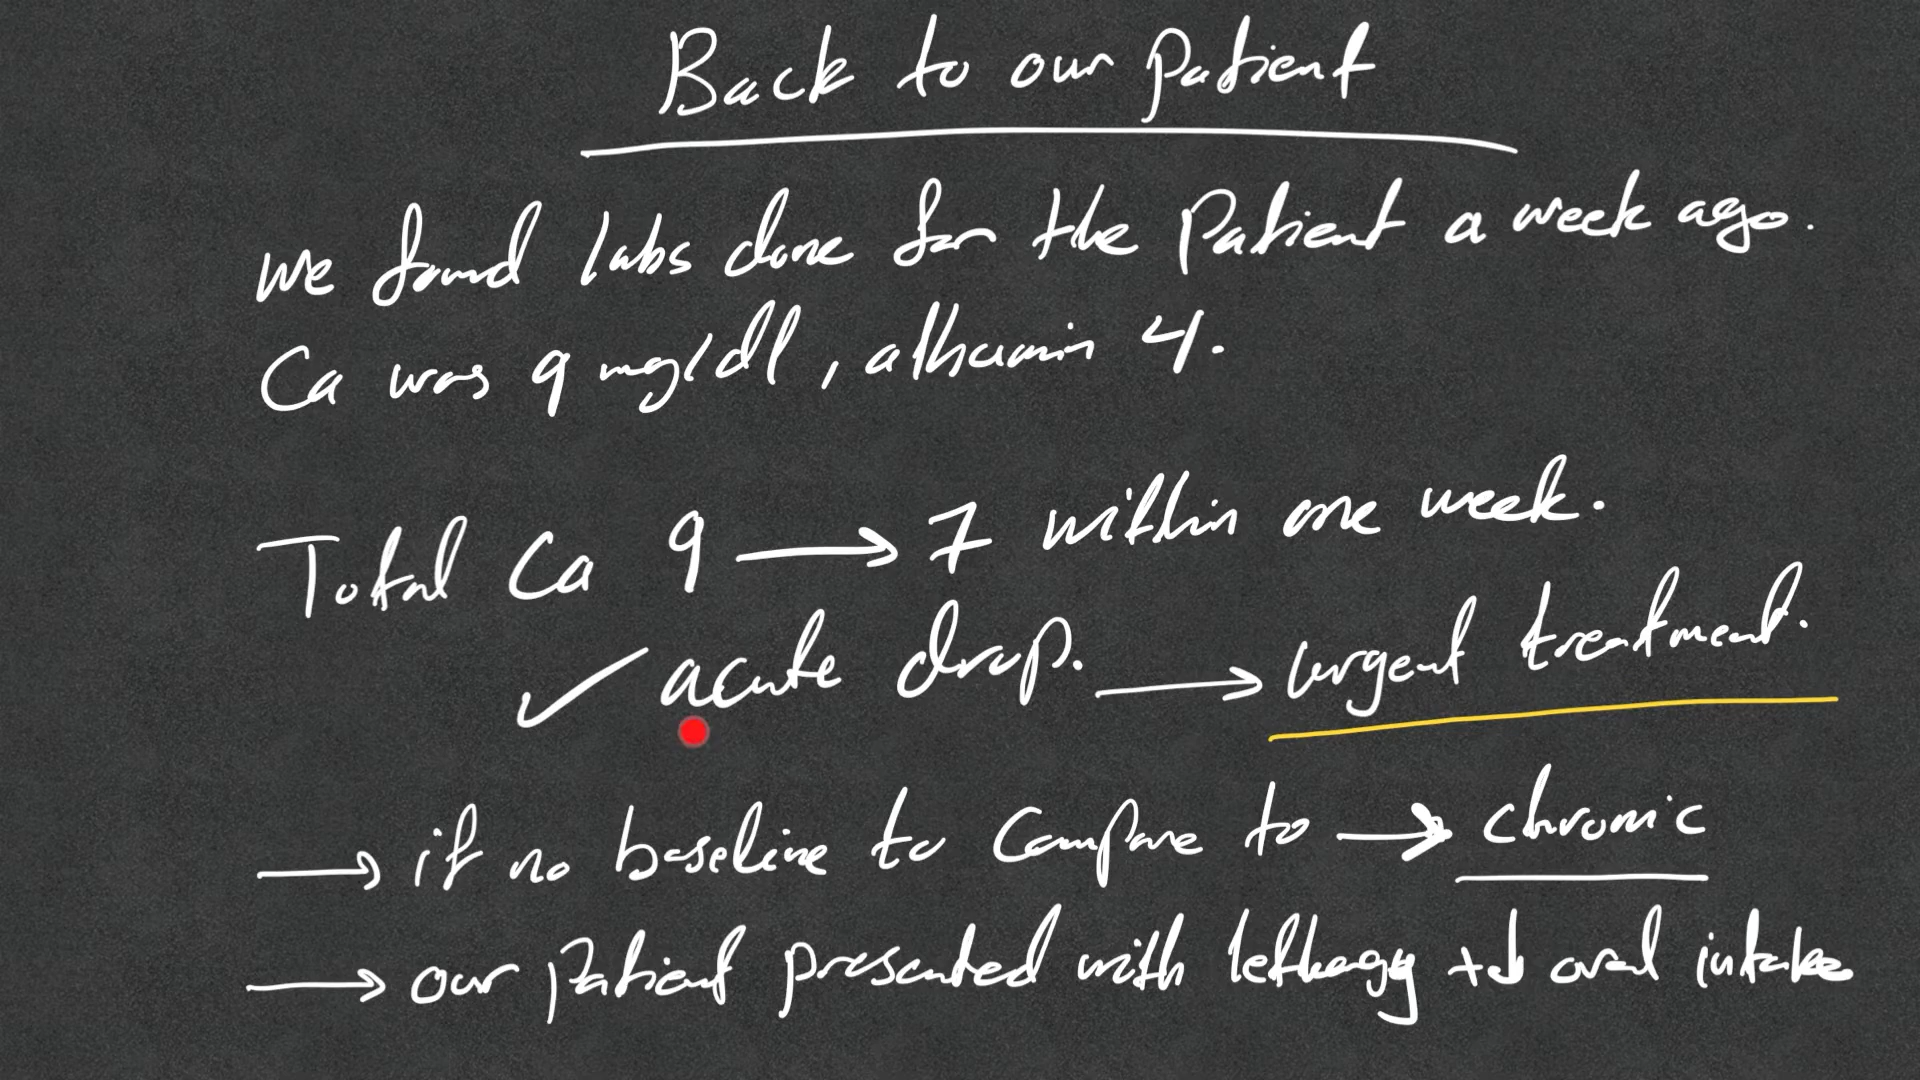 Back to our patient
we found labs done for the patient a week ago.
Ca was 9 mg/dl, albumin 4.
Total Ca 9 → 7 within one week.
✓ acute drop. → urgent treatment.
→ if no baseline to compare to → chronic
→ our patient presented with lethargy + ↓ oral intake